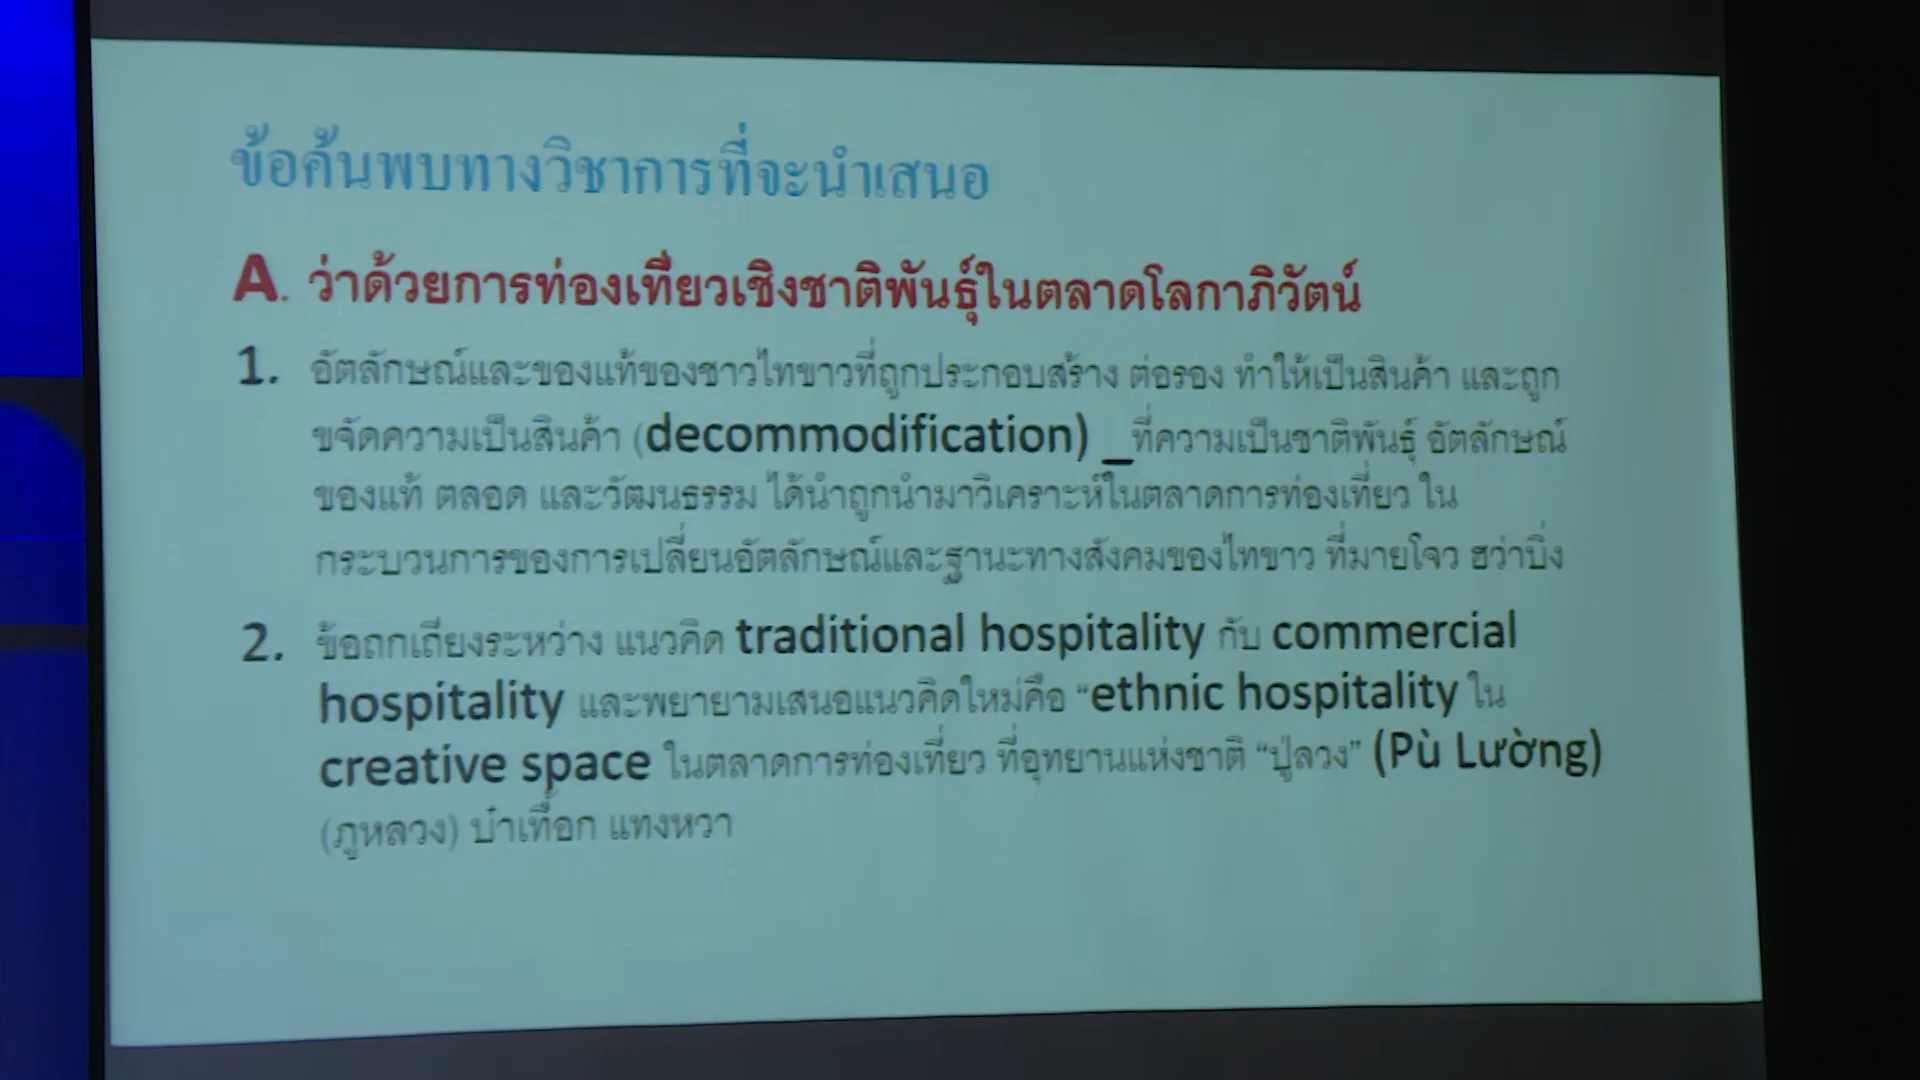 ข้อค้นพบทางวิชาการที่จะนำเสนอ
A. ว่าด้วยการท่องเที่ยวเชิงชาติพันธุ์ในตลาดโลกาภิวัตน์
1. อัตลักษณ์และของแท้ของชาวไทขาวที่ถูกประกอบสร้าง ต่อรอง ทำให้เป็นสินค้า และถูก
ขจัดความเป็นสินค้า (decommodification) _ที่ความเป็นชาติพันธุ์ อัตลักษณ์
ของแท้ ตลอด และวัฒนธรรม ได้นำถูกนำมาวิเคราะห์ในตลาดการท่องเที่ยว ใน
กระบวนการของการเปลี่ยนอัตลักษณ์และฐานะทางสังคมของไทขาว ที่มายโจว ฮว่าบิ่ง
2. ข้อถกเถียงระหว่าง แนวคิด traditional hospitality กับ commercial
hospitality และพยายามเสนอแนวคิดใหม่คือ “ethnic hospitality ใน
creative space ในตลาดการท่องเที่ยว ที่อุทยานแห่งชาติ “ปู่ลวง” (Pù Lường)
(ภูหลวง) บ๋าเทื้อก แทงหวา